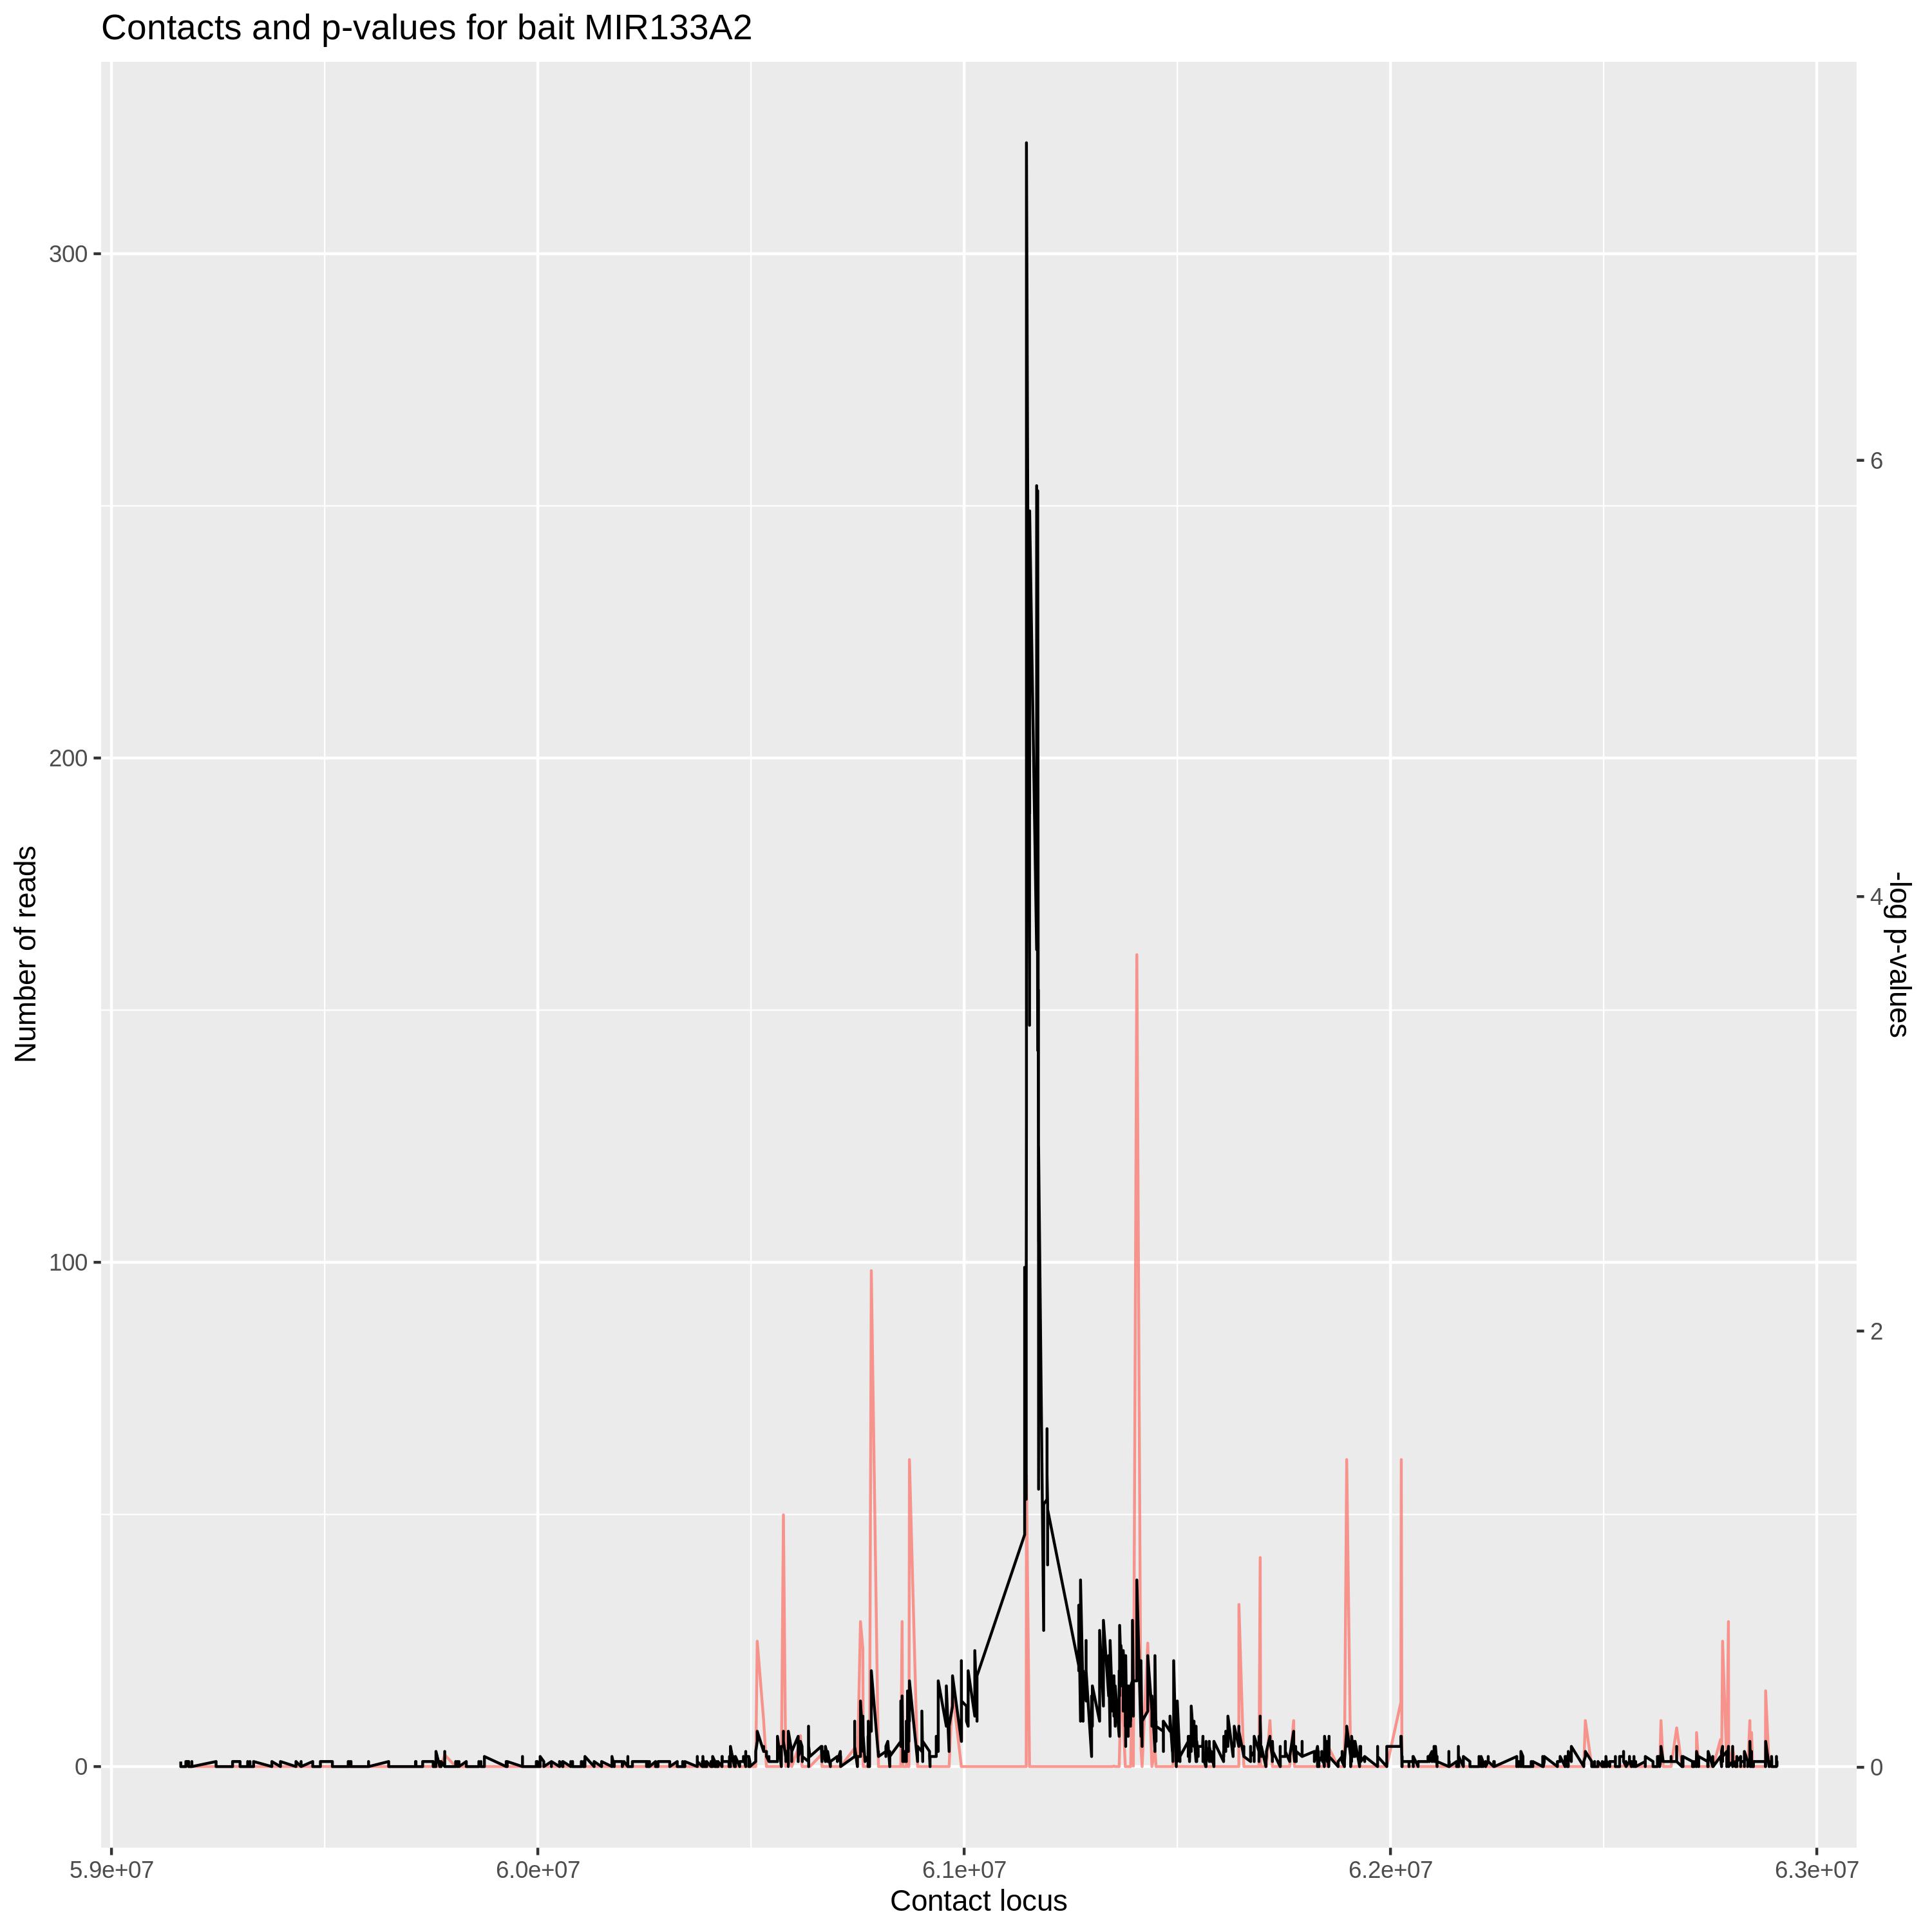 Contacts and p-values for bait MIR133A2
300
200
100
0
Number of reads
6
4
2
0
-log p-values
5.9e+07 6.0e+07 6.1e+07 6.2e+07 6.3e+07
Contact locus